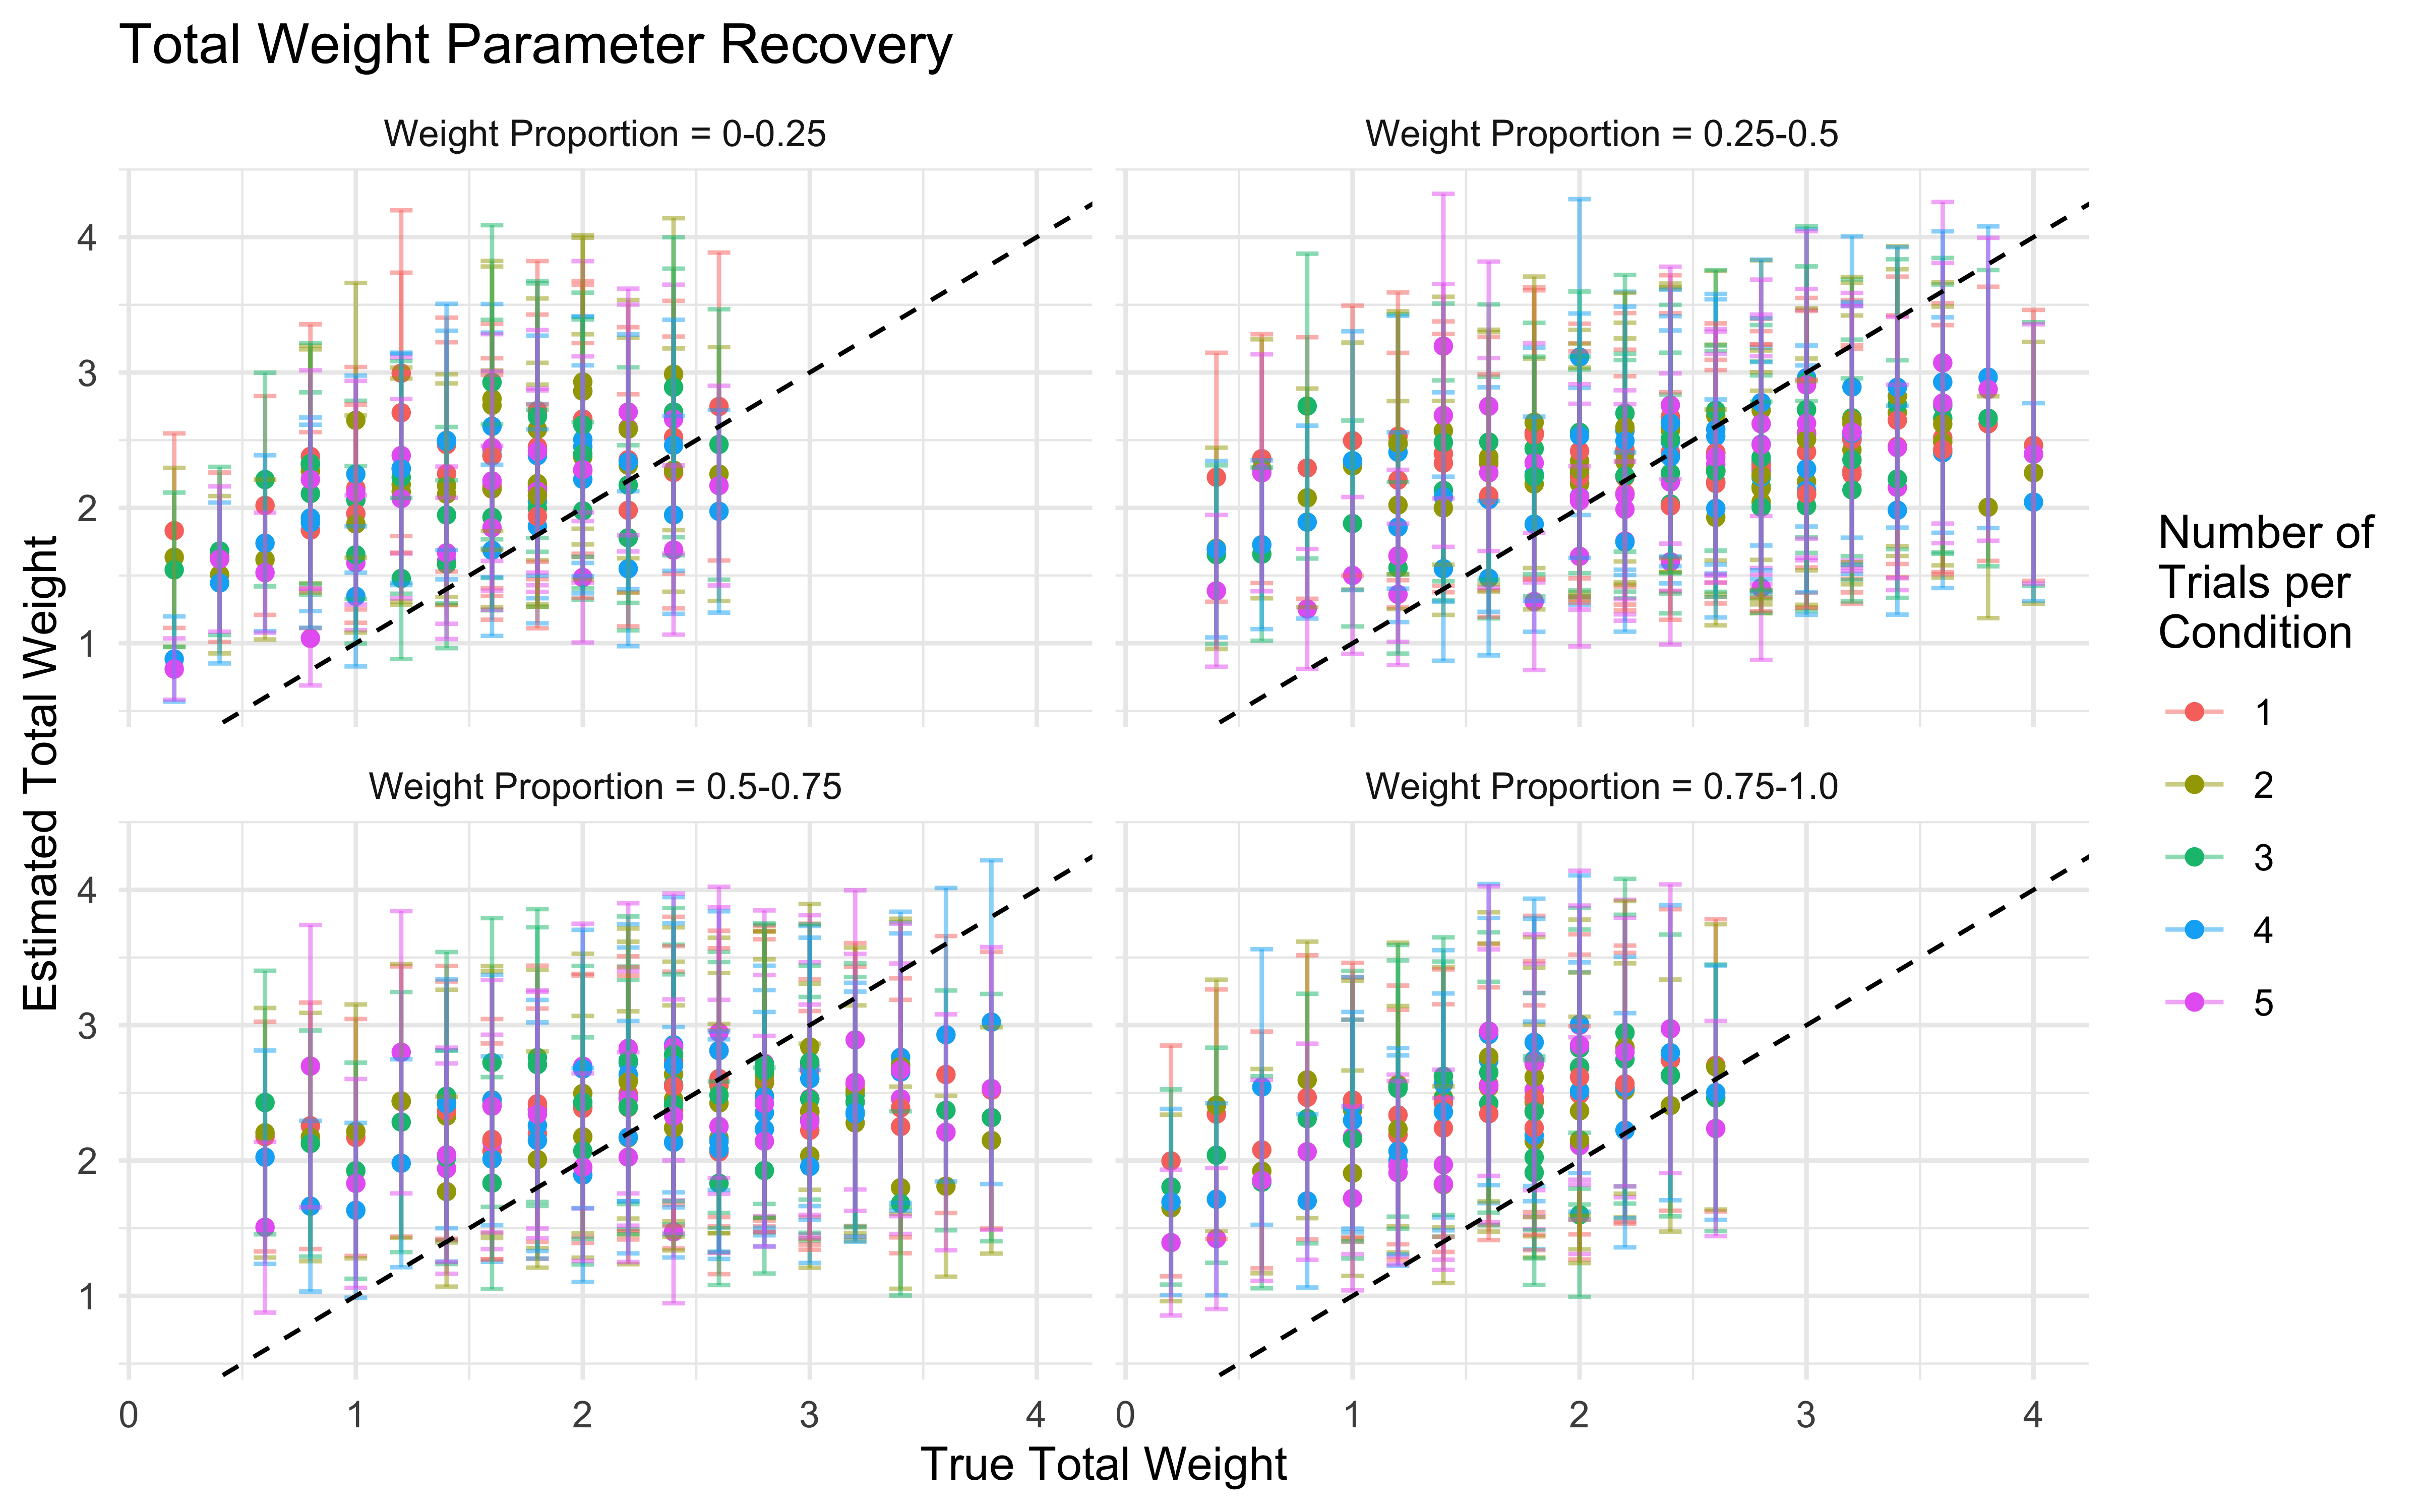 Total Weight Parameter Recovery
Weight Proportion = 0-0.25
Weight Proportion = 0.25-0.5
4
3
2
1
Weight Proportion = 0.5-0.75
Weight Proportion = 0.75-1.0
4
3
2
1
0 1 2 3 4
0 1 2 3 4
Estimated Total Weight
True Total Weight
Number of
Trials per
Condition
1
2
3
4
5